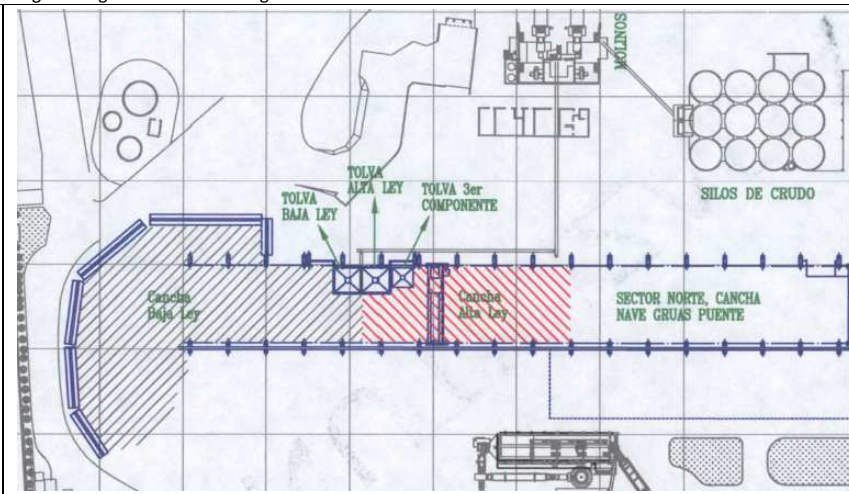 MOLINOS
SILOS DE CRUDO
TOLVA
ALTA LEY
TOLVA
BAJA LEY
TOLVA 3er
COMPONENTE
Cancha
Baja Ley
Cancha
Alta Ley
SECTOR NORTE, CANCHA
NAVE GRUAS PUENTE